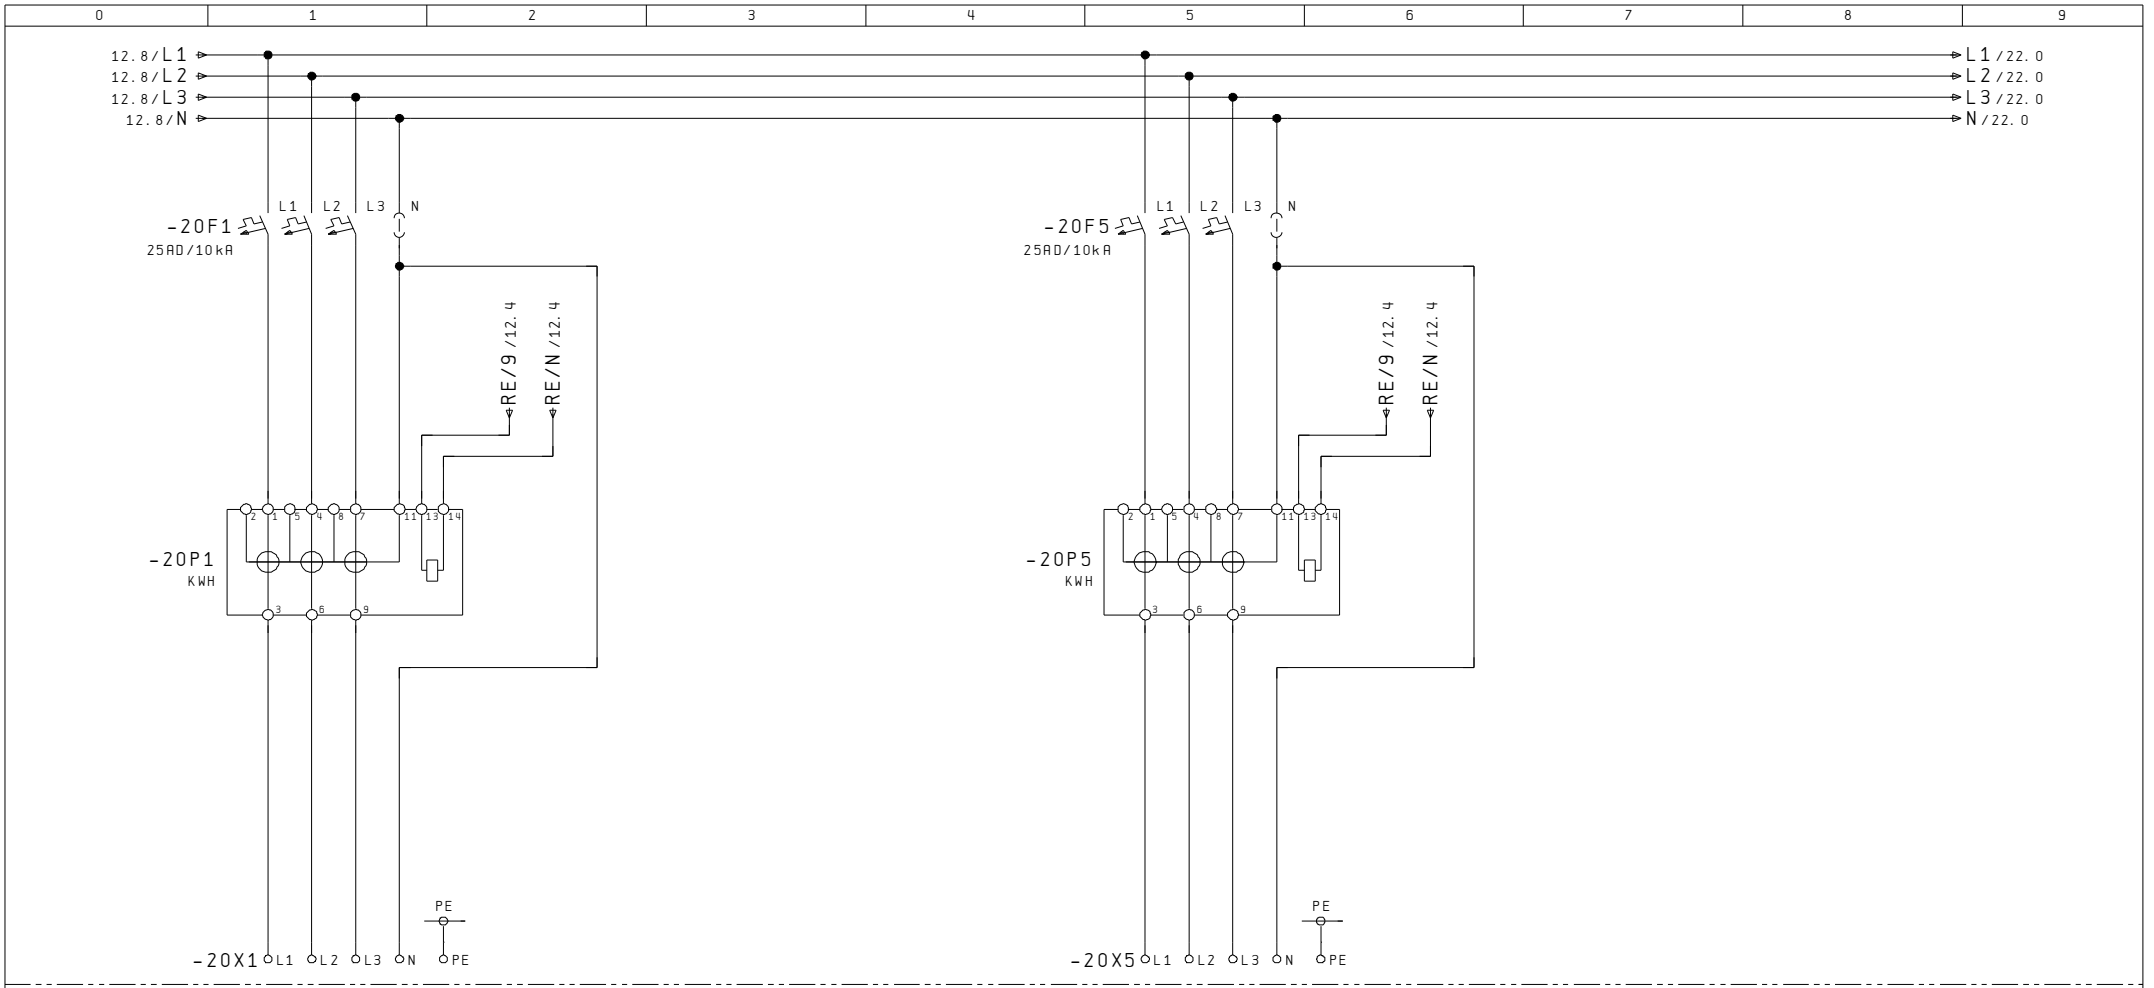 0 1 2 3 4 5 6 7 8 9
12.8/L1 L1/22.0
12.8/L2 L2/22.0
12.8/L3 L3/22.0
12.8/N N/22.0
L1 L2 L3 N L1 L2 L3 N
-20F1 -20F5
25AD/10kA 25AD/10kA
RE/9/12.4 RE/N/12.4 RE/9/12.4 RE/N/12.4
2 1 5 4 8 7 11 13 14 2 1 5 4 8 7 11 13 14
-20P1 -20P5
KWH KWH
3 6 9 3 6 9
PE PE
-20X1 L1 L2 L3 N PE -20X5 L1 L2 L3 N PE